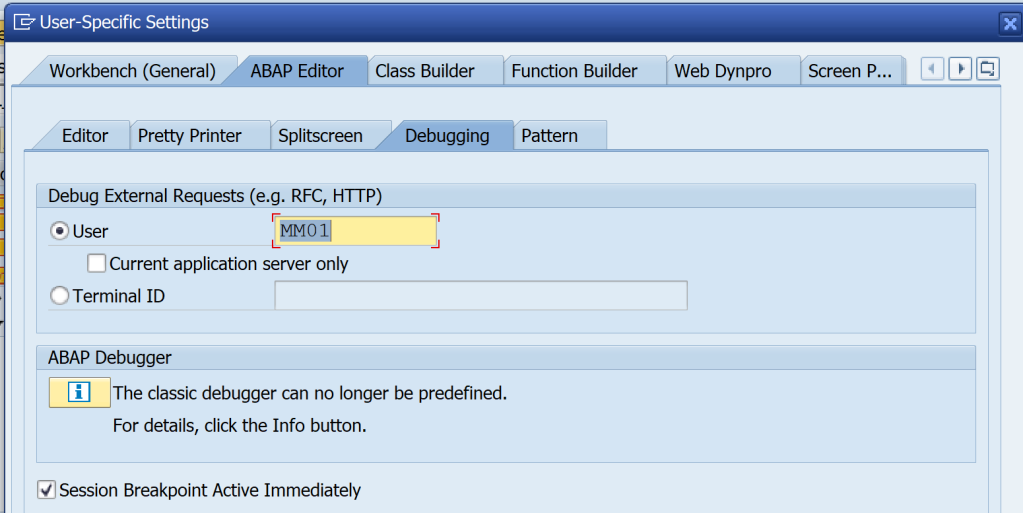 User-Specific Settings
Workbench (General) ABAP Editor Class Builder Function Builder Web Dynpro Screen P...
Editor Pretty Printer Splitscreen Debugging Pattern
Debug External Requests (e.g. RFC, HTTP)
User MM01
Current application server only
Terminal ID
ABAP Debugger
The classic debugger can no longer be predefined.
For details, click the Info button.
Session Breakpoint Active Immediately